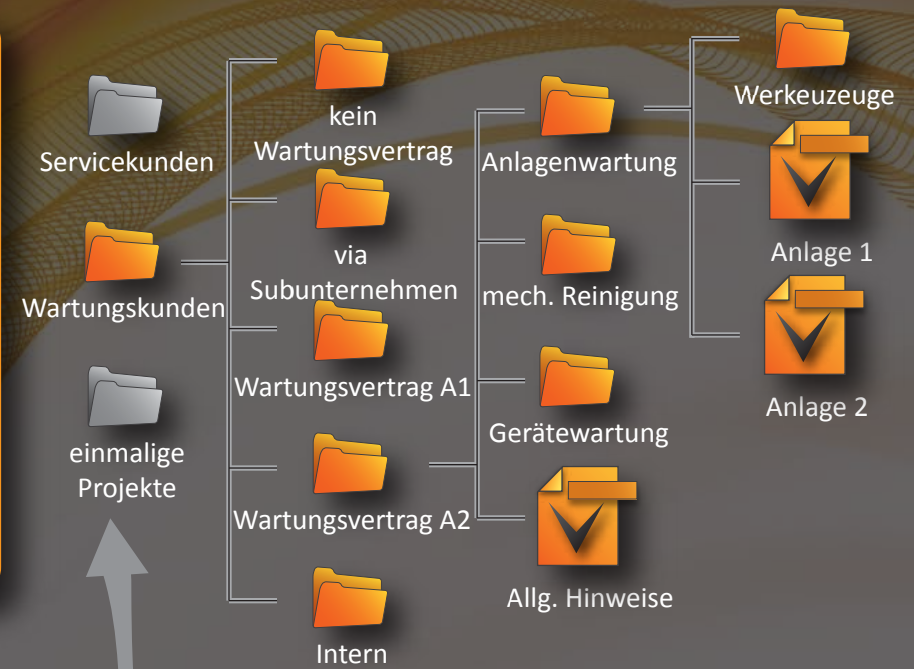 Servicekunden
Wartungskunden
einmalige
Projekte
kein
Wartungsvertrag
via
Subunternehmen
Wartungsvertrag A1
Wartungsvertrag A2
Intern
Anlagenwartung
mech. Reinigung
Gerätewartung
Allg. Hinweise
Werkeuzeuge
Anlage 1
Anlage 2